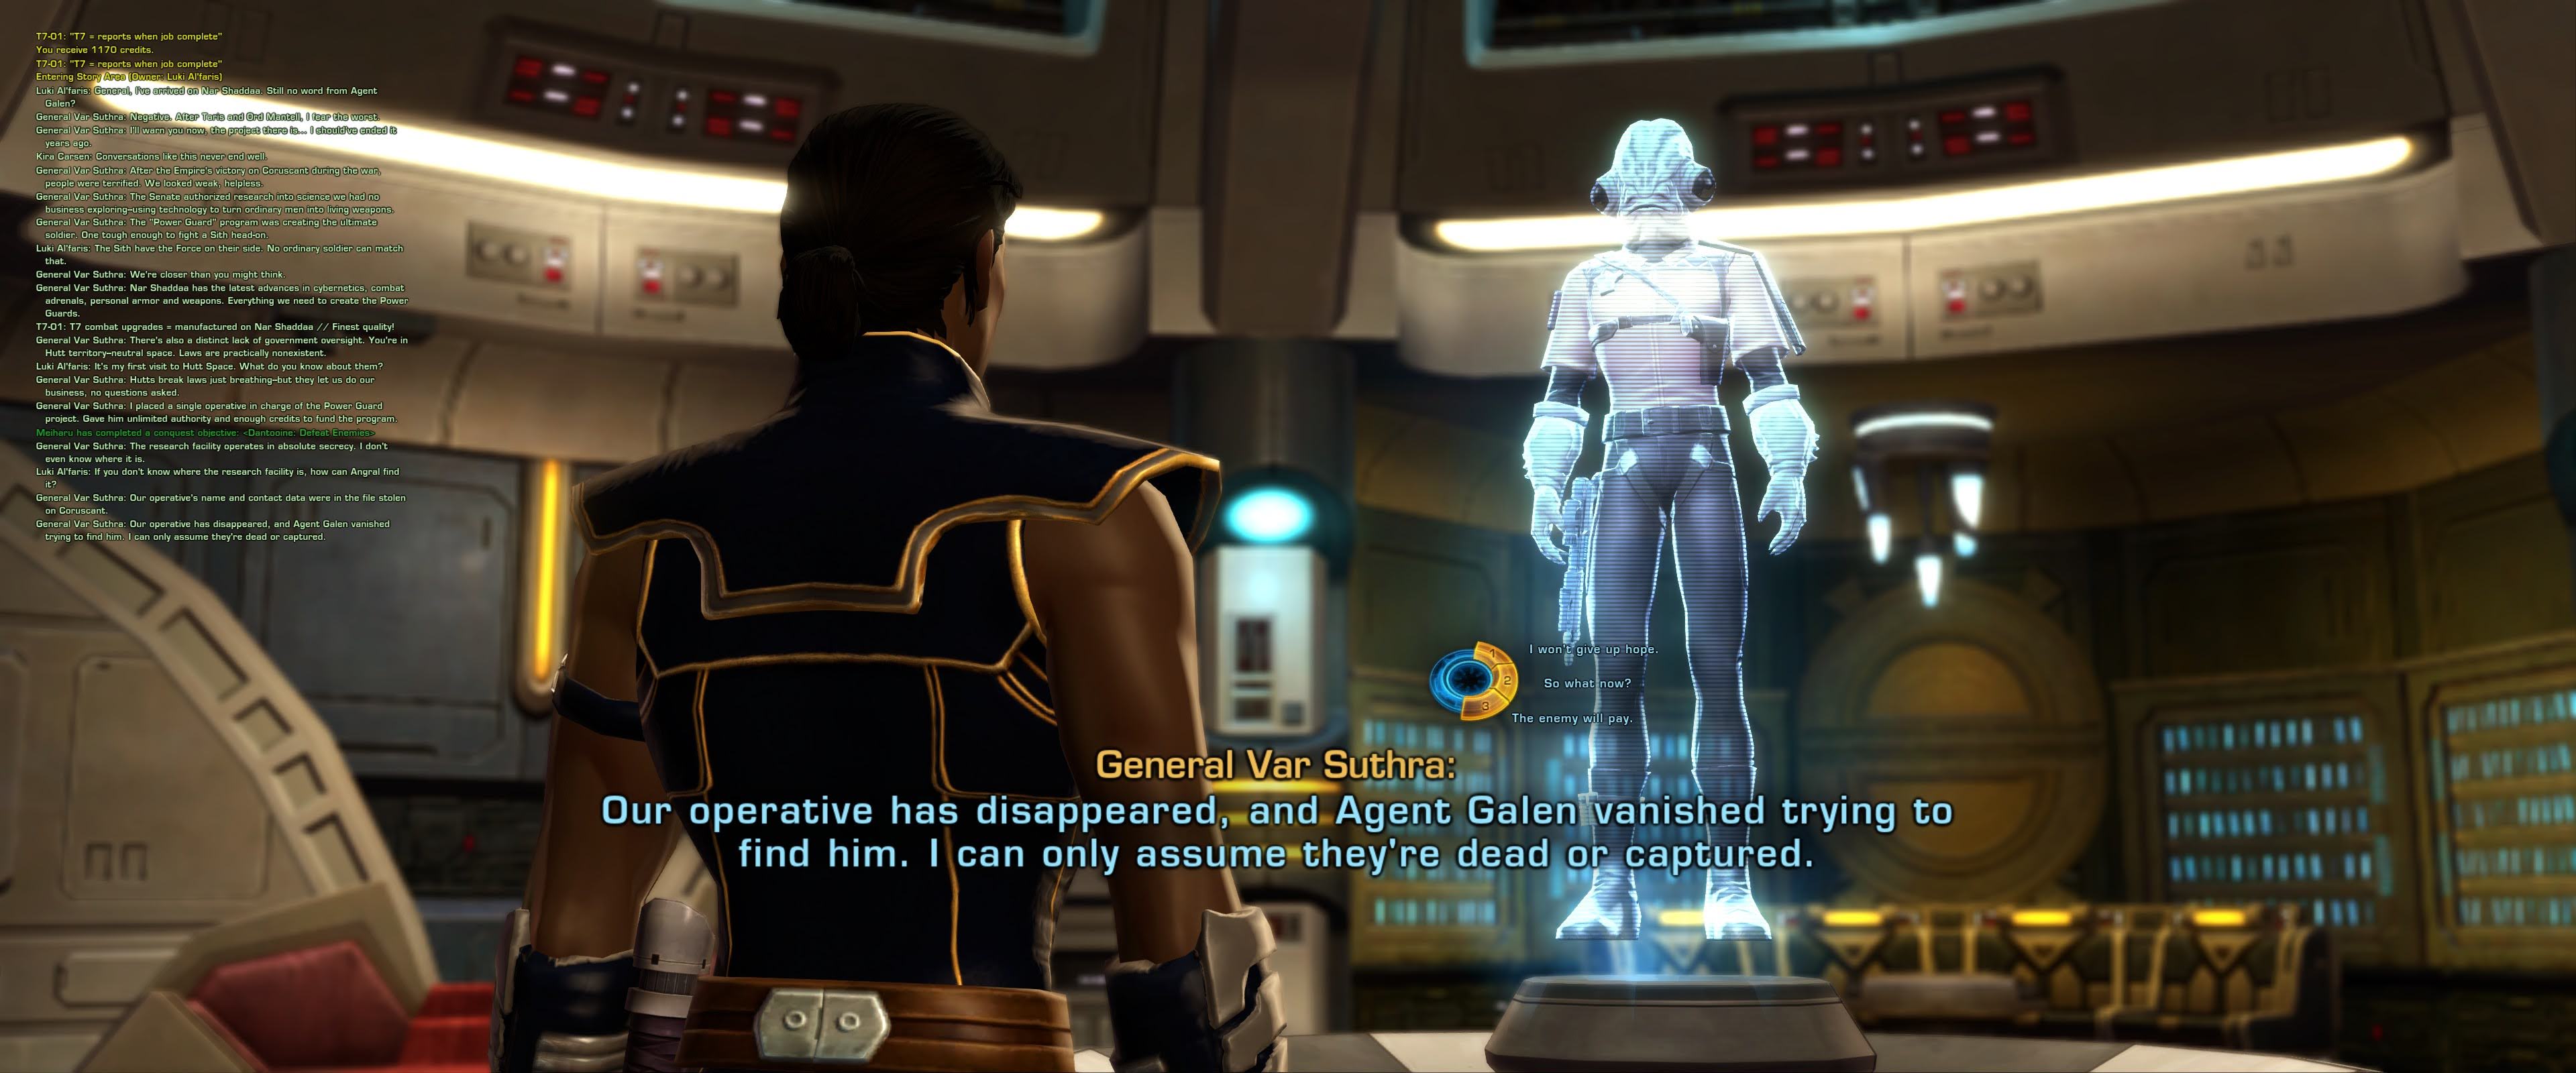 T7-01: "T7 = reports when job complete"
You receive 1170 credits.
T7-01: "T7 = reports when job complete"
Entering Story Area (Owner: Luki Al'faris)
Luki Al'faris: General, I've arrived on Nar Shaddaa. Still no word from Agent
Galen?
General Var Suthra: Negative. After Taris and Ord Mantell, I fear the worst.
General Var Suthra: I'll warn you now, the project there is... I should've ended it
years ago.
Kira Carsen: Conversations like this never end well.
General Var Suthra: After the Empire's victory on Coruscant during the war,
people were terrified. We looked weak, helpless.
General Var Suthra: The Senate authorized research into science we had no
business exploring—using technology to turn ordinary men into living weapons.
General Var Suthra: The "Power Guard" program was creating the ultimate
soldier. One tough enough to fight a Sith head-on.
Luki Al'faris: The Sith have the Force on their side. No ordinary soldier can match
that.
General Var Suthra: We're closer than you might think.
General Var Suthra: Nar Shaddaa has the latest advances in cybernetics, combat
adrenals, personal armor and weapons. Everything we need to create the Power
Guards.
T7-01: T7 combat upgrades = manufactured on Nar Shaddaa // Finest quality!
General Var Suthra: There's also a distinct lack of government oversight. You're in
Hutt territory—neutral space. Laws are practically nonexistent.
Luki Al'faris: It's my first visit to Hutt Space. What do you know about them?
General Var Suthra: Hutts break laws just breathing—but they let us do our
business, no questions asked.
General Var Suthra: I placed a single operative in charge of the Power Guard
project. Gave him unlimited authority and enough credits to fund the program.
Meiharu has completed a conquest objective: <Dantooine: Defeat Enemies>
General Var Suthra: The research facility operates in absolute secrecy. I don't
even know where it is.
Luki Al'faris: If you don't know where the research facility is, how can Angral find
it?
General Var Suthra: Our operative's name and contact data were in the file stolen
on Coruscant.
General Var Suthra: Our operative has disappeared, and Agent Galen vanished
trying to find him. I can only assume they're dead or captured.
1 I won't give up hope.
2 So what now?
3 The enemy will pay.
General Var Suthra:
Our operative has disappeared, and Agent Galen vanished trying to
find him. I can only assume they're dead or captured.